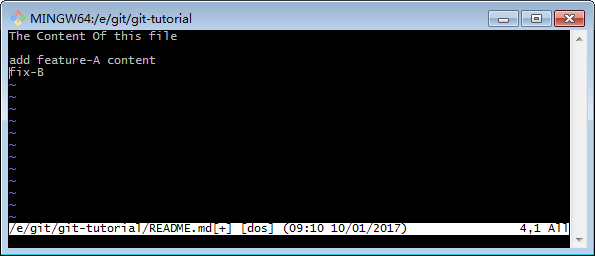 MINGW64:/e/git/git-tutorial
The Content Of this file
add feature-A content
fix-B
~
~
~
~
~
~
~
~
~
~
~
~
/e/git/git-tutorial/README.md[+] [dos] (09:10 10/01/2017) 4,1 All